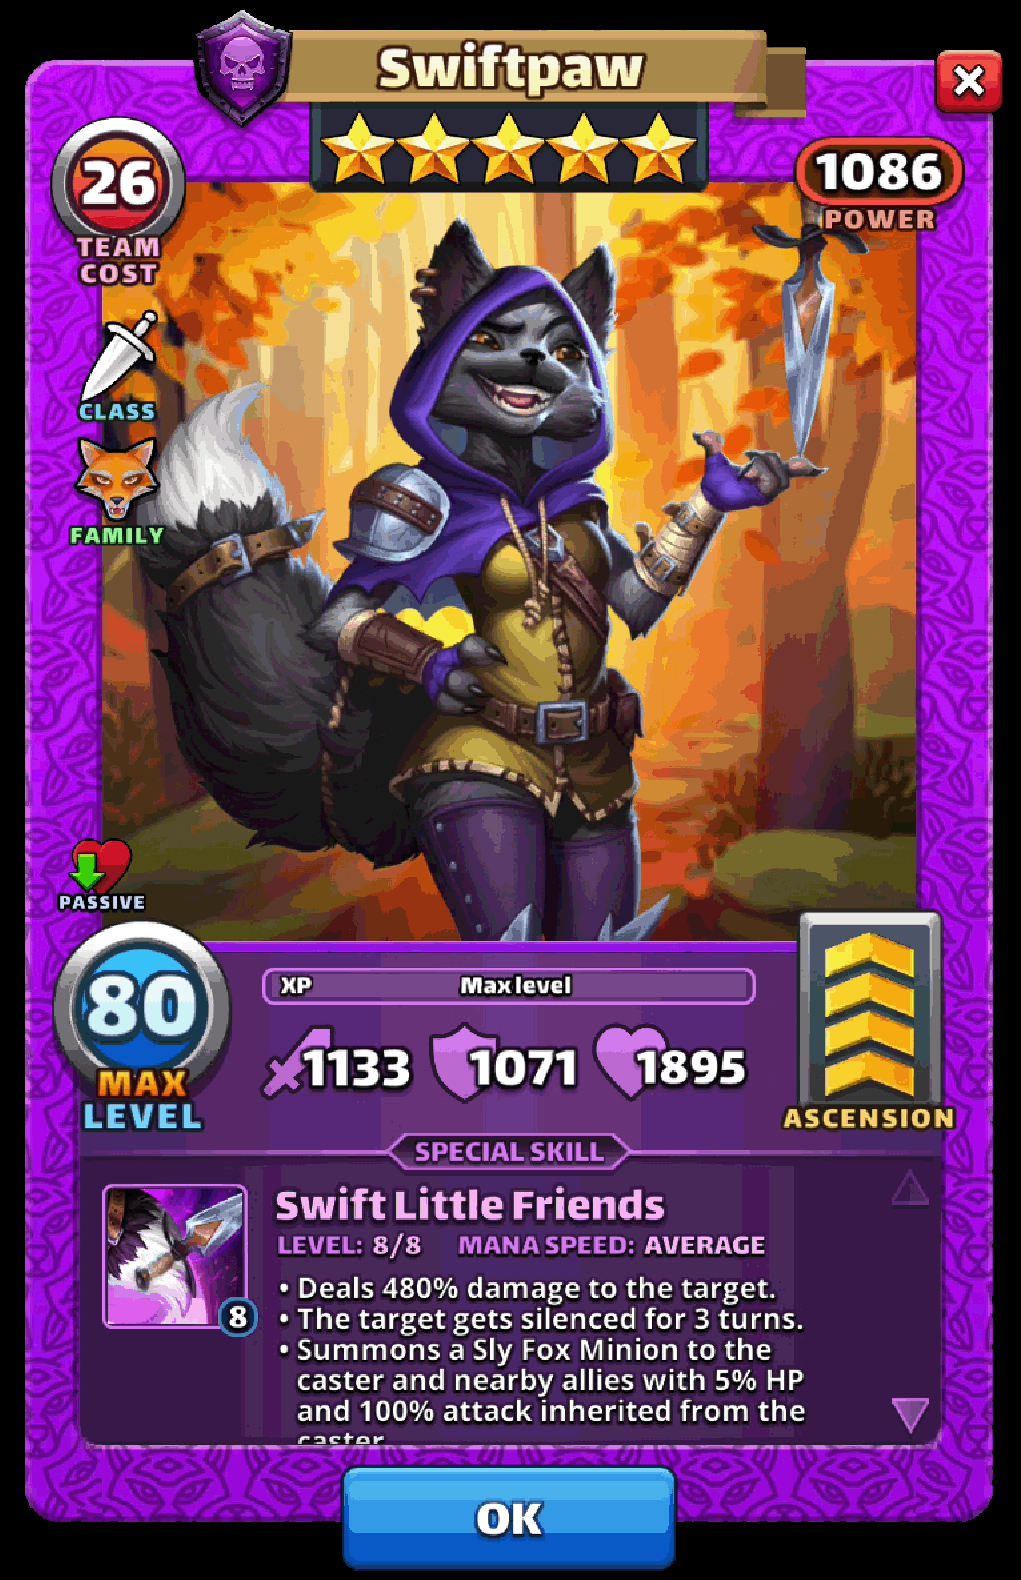 Swiftpaw
26
TEAM
COST
1086
POWER
CLASS
FAMILY
PASSIVE
80
MAX
LEVEL
XP Max level
1133 1071 1895
ASCENSION
SPECIAL SKILL
Swift Little Friends
LEVEL: 8/8 MANA SPEED: AVERAGE
8
• Deals 480% damage to the target.
• The target gets silenced for 3 turns.
• Summons a Sly Fox Minion to the
caster and nearby allies with 5% HP
and 100% attack inherited from the
caster
OK